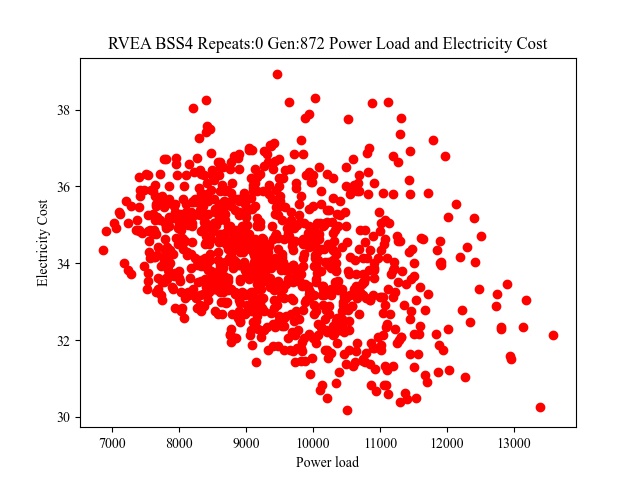 RVEA BSS4 Repeats:0 Gen:872 Power Load and Electricity Cost
38
36
34
32
30
Electricity Cost
7000 8000 9000 10000 11000 12000 13000
Power load